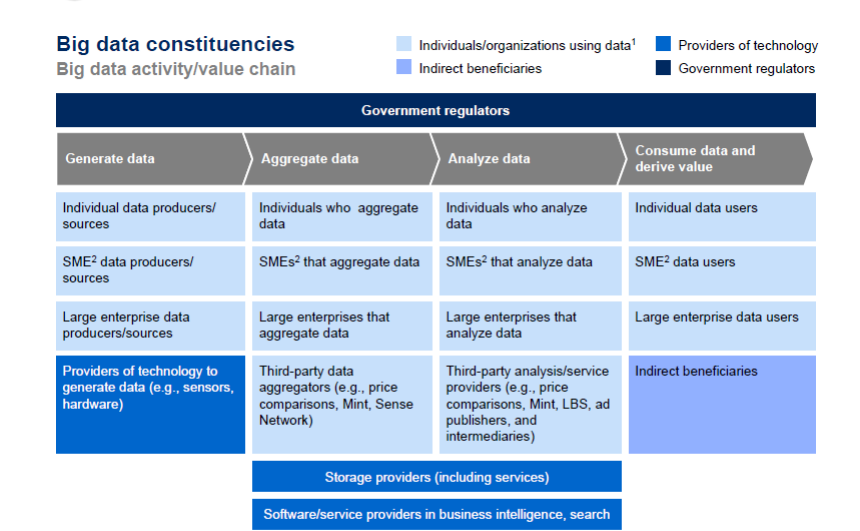 Big data constituencies
Big data activity/value chain
Individuals/organizations using data¹
Providers of technology
Indirect beneficiaries
Government regulators
Government regulators
Generate data
Aggregate data
Analyze data
Consume data and
derive value
Individual data producers/
sources
Individuals who aggregate
data
Individuals who analyze
data
Individual data users
SME² data producers/
sources
SMEs² that aggregate data
SMEs² that analyze data
SME² data users
Large enterprise data
producers/sources
Large enterprises that
aggregate data
Large enterprises that
analyze data
Large enterprise data users
Providers of technology to
generate data (e.g., sensors,
hardware)
Third-party data
aggregators (e.g., price
comparisons, Mint, Sense
Network)
Third-party analysis/service
providers (e.g., price
comparisons, Mint, LBS, ad
publishers, and
intermediaries)
Indirect beneficiaries
Storage providers (including services)
Software/service providers in business intelligence, search